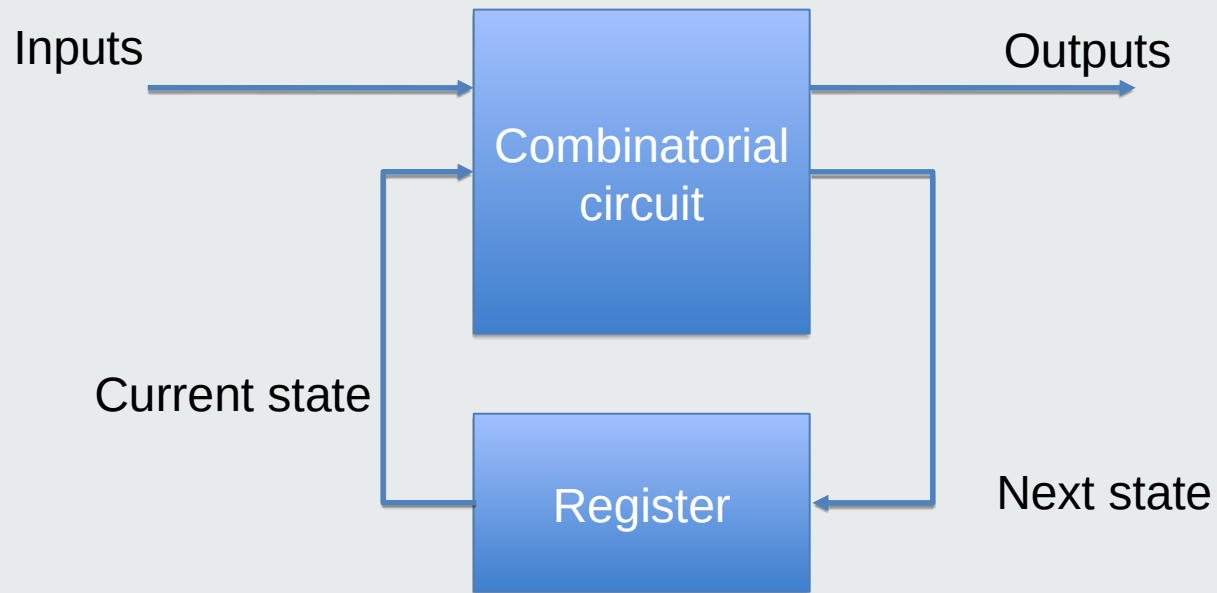 Inputs
Outputs
Combinatorial
circuit
Current state
Register
Next state